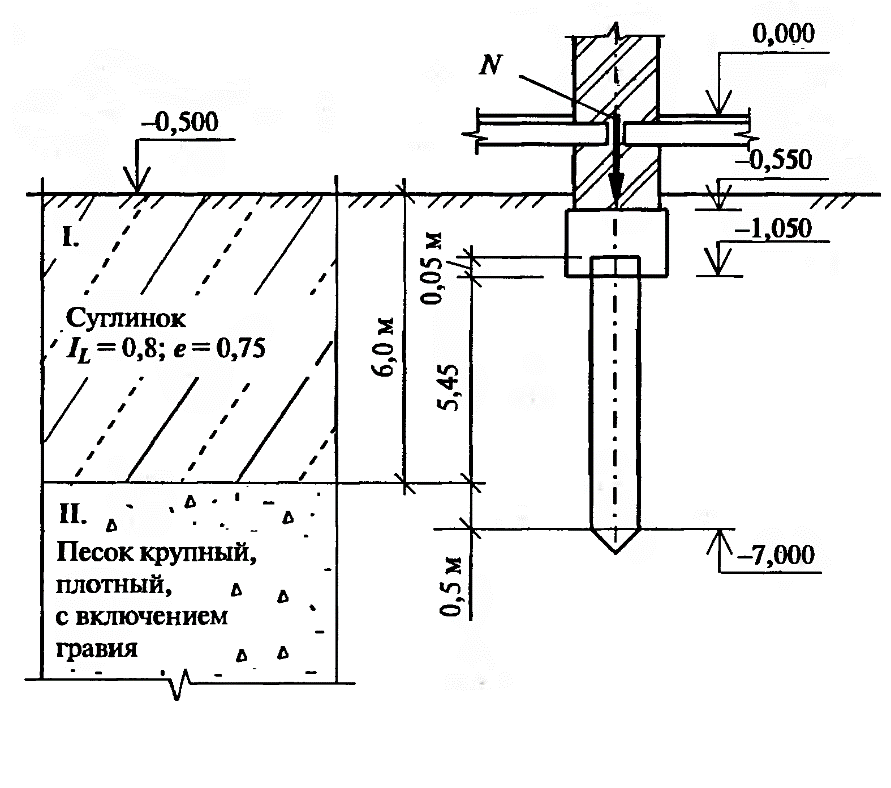 0,000
N
–0,500
–0,550
I.
–1,050
0,05 м
Суглинок
I_L = 0,8; e = 0,75
6,0 м
5,45
II.
Песок крупный,
плотный,
с включением
гравия
–7,000
0,5 м